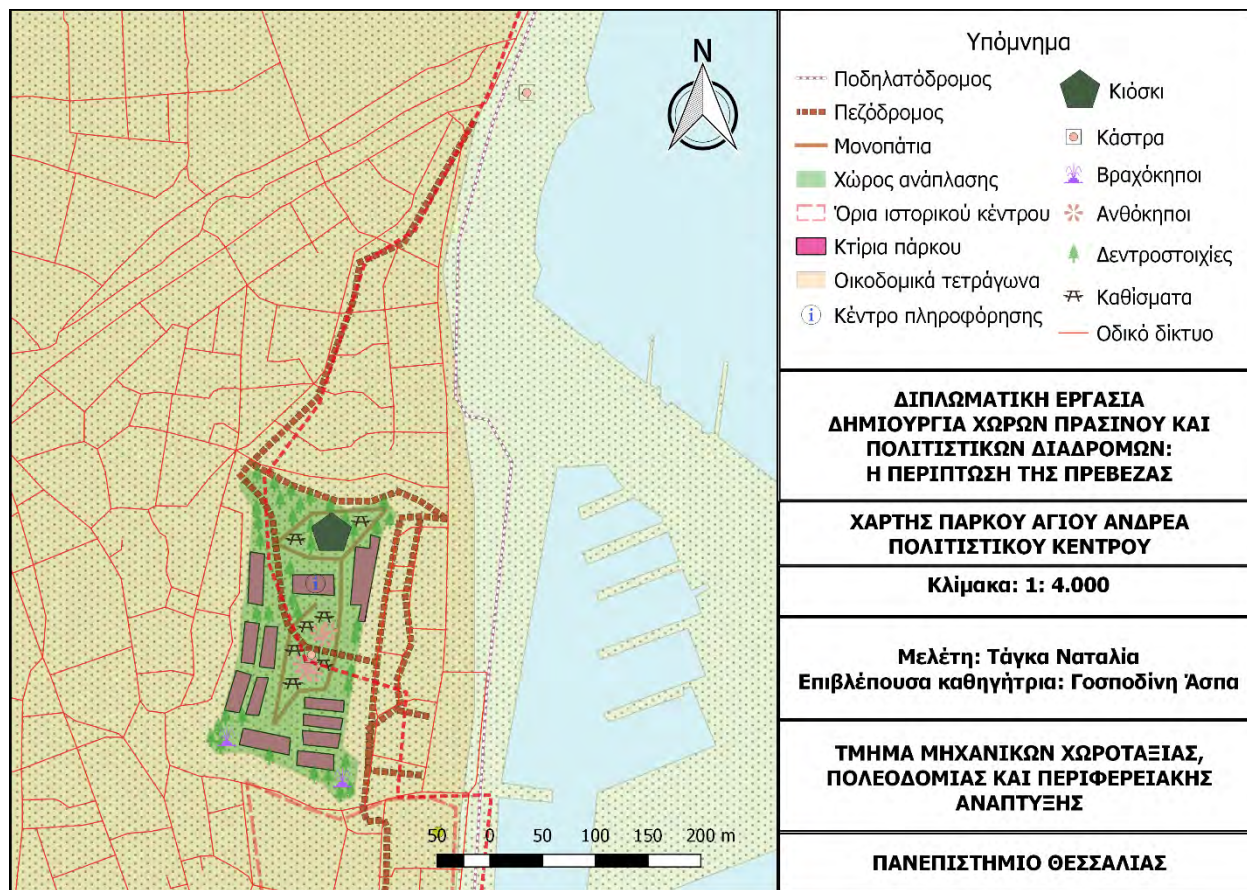 N
50 0 50 100 150 200 m
Υπόμνημα
Ποδηλατόδρομος
Πεζόδρομος
Μονοπάτια
Χώρος ανάπλασης
Όρια ιστορικού κέντρου
Κτίρια πάρκου
Οικοδομικά τετράγωνα
Κέντρο πληροφόρησης
Κιόσκι
Κάστρα
Βραχόκηποι
Ανθόκηποι
Δεντροστοιχίες
Καθίσματα
Οδικό δίκτυο
ΔΙΠΛΩΜΑΤΙΚΗ ΕΡΓΑΣΙΑ
ΔΗΜΙΟΥΡΓΙΑ ΧΩΡΩΝ ΠΡΑΣΙΝΟΥ ΚΑΙ
ΠΟΛΙΤΙΣΤΙΚΩΝ ΔΙΑΔΡΟΜΩΝ:
Η ΠΕΡΙΠΤΩΣΗ ΤΗΣ ΠΡΕΒΕΖΑΣ
ΧΑΡΤΗΣ ΠΑΡΚΟΥ ΑΓΙΟΥ ΑΝΔΡΕΑ
ΠΟΛΙΤΙΣΤΙΚΟΥ ΚΕΝΤΡΟΥ
Κλίμακα: 1: 4.000
Μελέτη: Τάγκα Ναταλία
Επιβλέπουσα καθηγήτρια: Γοσποδίνη Άσπα
ΤΜΗΜΑ ΜΗΧΑΝΙΚΩΝ ΧΩΡΟΤΑΞΙΑΣ,
ΠΟΛΕΟΔΟΜΙΑΣ ΚΑΙ ΠΕΡΙΦΕΡΕΙΑΚΗΣ
ΑΝΑΠΤΥΞΗΣ
ΠΑΝΕΠΙΣΤΗΜΙΟ ΘΕΣΣΑΛΙΑΣ